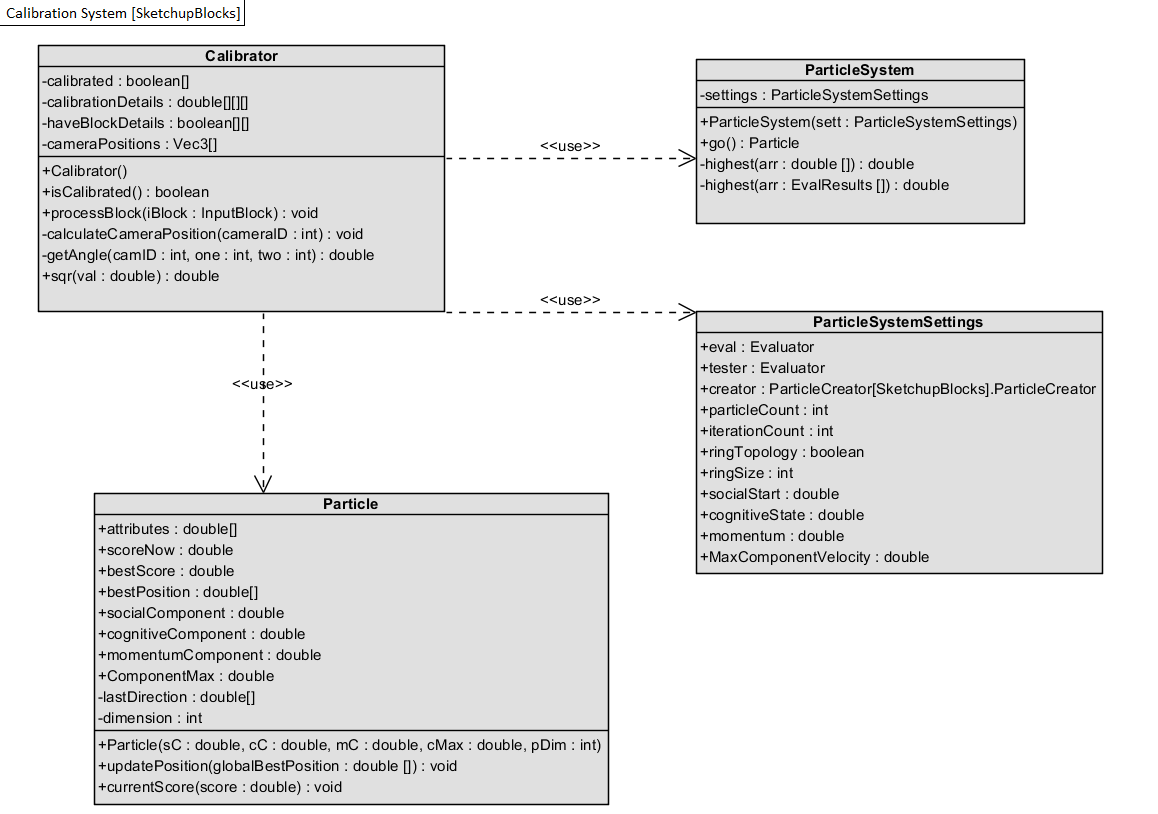 Calibration System [SketchupBlocks]
Calibrator
-calibrated : boolean[]
-calibrationDetails : double[][][]
-haveBlockDetails : boolean[][]
-cameraPositions : Vec3[]
+Calibrator()
+isCalibrated() : boolean
+processBlock(iBlock : InputBlock) : void
-calculateCameraPosition(cameraID : int) : void
-getAngle(camID : int, one : int, two : int) : double
+sqr(val : double) : double
<<use>>
ParticleSystem
-settings : ParticleSystemSettings
+ParticleSystem(sett : ParticleSystemSettings)
+go() : Particle
-highest(arr : double []) : double
-highest(arr : EvalResults []) : double
<<use>>
ParticleSystemSettings
+eval : Evaluator
+tester : Evaluator
+creator : ParticleCreator[SketchupBlocks].ParticleCreator
+particleCount : int
+iterationCount : int
+ringTopology : boolean
+ringSize : int
+socialStart : double
+cognitiveState : double
+momentum : double
+MaxComponentVelocity : double
<<use>>
Particle
+attributes : double[]
+scoreNow : double
+bestScore : double
+bestPosition : double[]
+socialComponent : double
+cognitiveComponent : double
+momentumComponent : double
+ComponentMax : double
-lastDirection : double[]
-dimension : int
+Particle(sC : double, cC : double, mC : double, cMax : double, pDim : int)
+updatePosition(globalBestPosition : double []) : void
+currentScore(score : double) : void